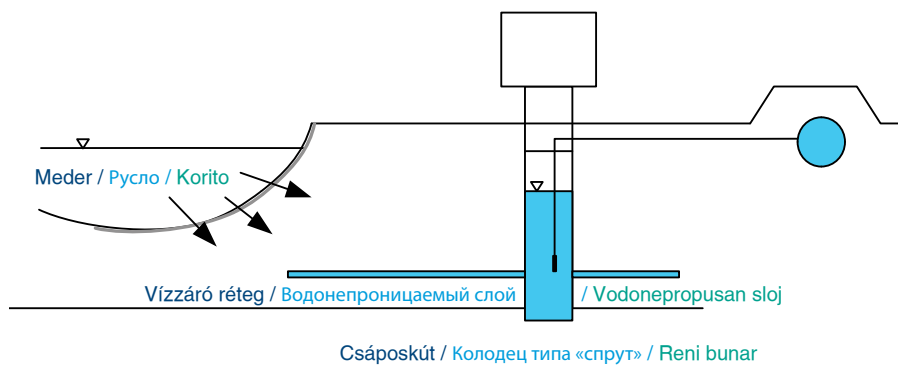 Meder / Русло / Korito
Vízzáró réteg / Водонепроницаемый слой / Vodonepropusan sloj
Csáposkút / Колодец типа «спрут» / Reni bunar